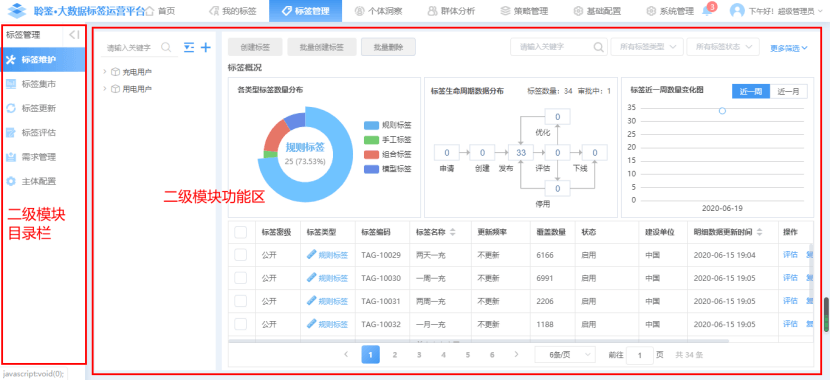 聆签•大数据标签运营平台 首页 我的标签 标签管理 个体洞察 群体分析 策略管理 基础配置 系统管理 3 下午好! 超级管理员
标签管理
标签维护
标签集市
标签更新
标签评估
需求管理
主体配置
二级模块
目录栏
请输入关键字
充电用户
用电用户
创建标签 批量创建标签 批量删除 请输入关键字 所有标签类型 所有标签状态 更多筛选
标签概况
各类型标签数量分布
规则标签
25 (73.53%)
规则标签
手工标签
组合标签
模型标签
二级模块功能区
标签生命周期数据分布 标签数量: 34 审批中: 1
0
优化
0 0 33 0 0
申请 创建 发布 评估 下线
0
停用
标签近一周数量变化图 近一周 近一月
35
30
25
20
15
10
5
0
2020-06-19
标签密级 标签类型 标签编码 标签名称 更新频率 覆盖数量 状态 建设单位 明细数据更新时间 操作
公开 规则标签 TAG-10029 两天一充 不更新 6166 启用 中国 2020-06-15 19:04 评估
公开 规则标签 TAG-10030 一周一充 不更新 6991 启用 中国 2020-06-15 19:05 评估
公开 规则标签 TAG-10031 两周一充 不更新 2206 启用 中国 2020-06-15 19:05 评估
公开 规则标签 TAG-10032 一月一充 不更新 1188 启用 中国 2020-06-15 19:05 评估
1 2 3 4 5 6 6条/页 前往 1 页 共 34 条
javascript:void(0);